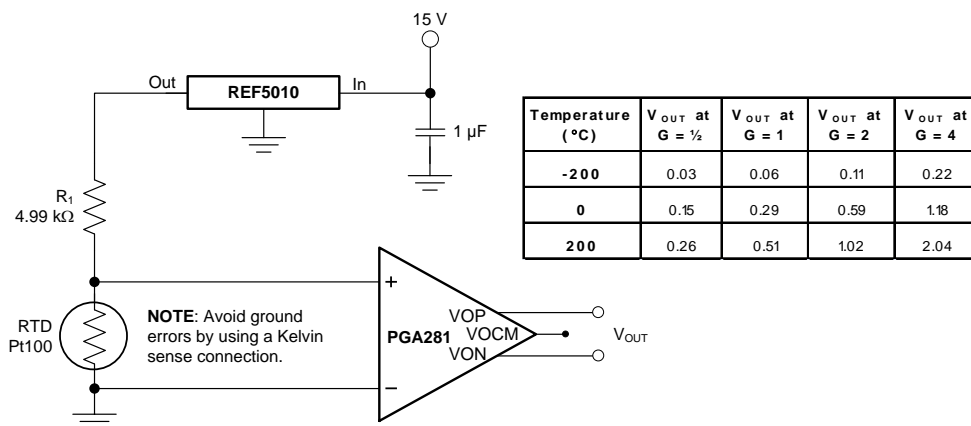 15 V
Out
REF5010
In
1 µF
R1
4.99 kΩ
RTD
Pt100
NOTE: Avoid ground
errors by using a Kelvin
sense connection.
+
PGA281
−
VOP
VOCM
VON
VOUT
Temperature (°C) VOUT at G = ½ VOUT at G = 1 VOUT at G = 2 VOUT at G = 4
-200 0.03 0.06 0.11 0.22
0 0.15 0.29 0.59 1.18
200 0.26 0.51 1.02 2.04